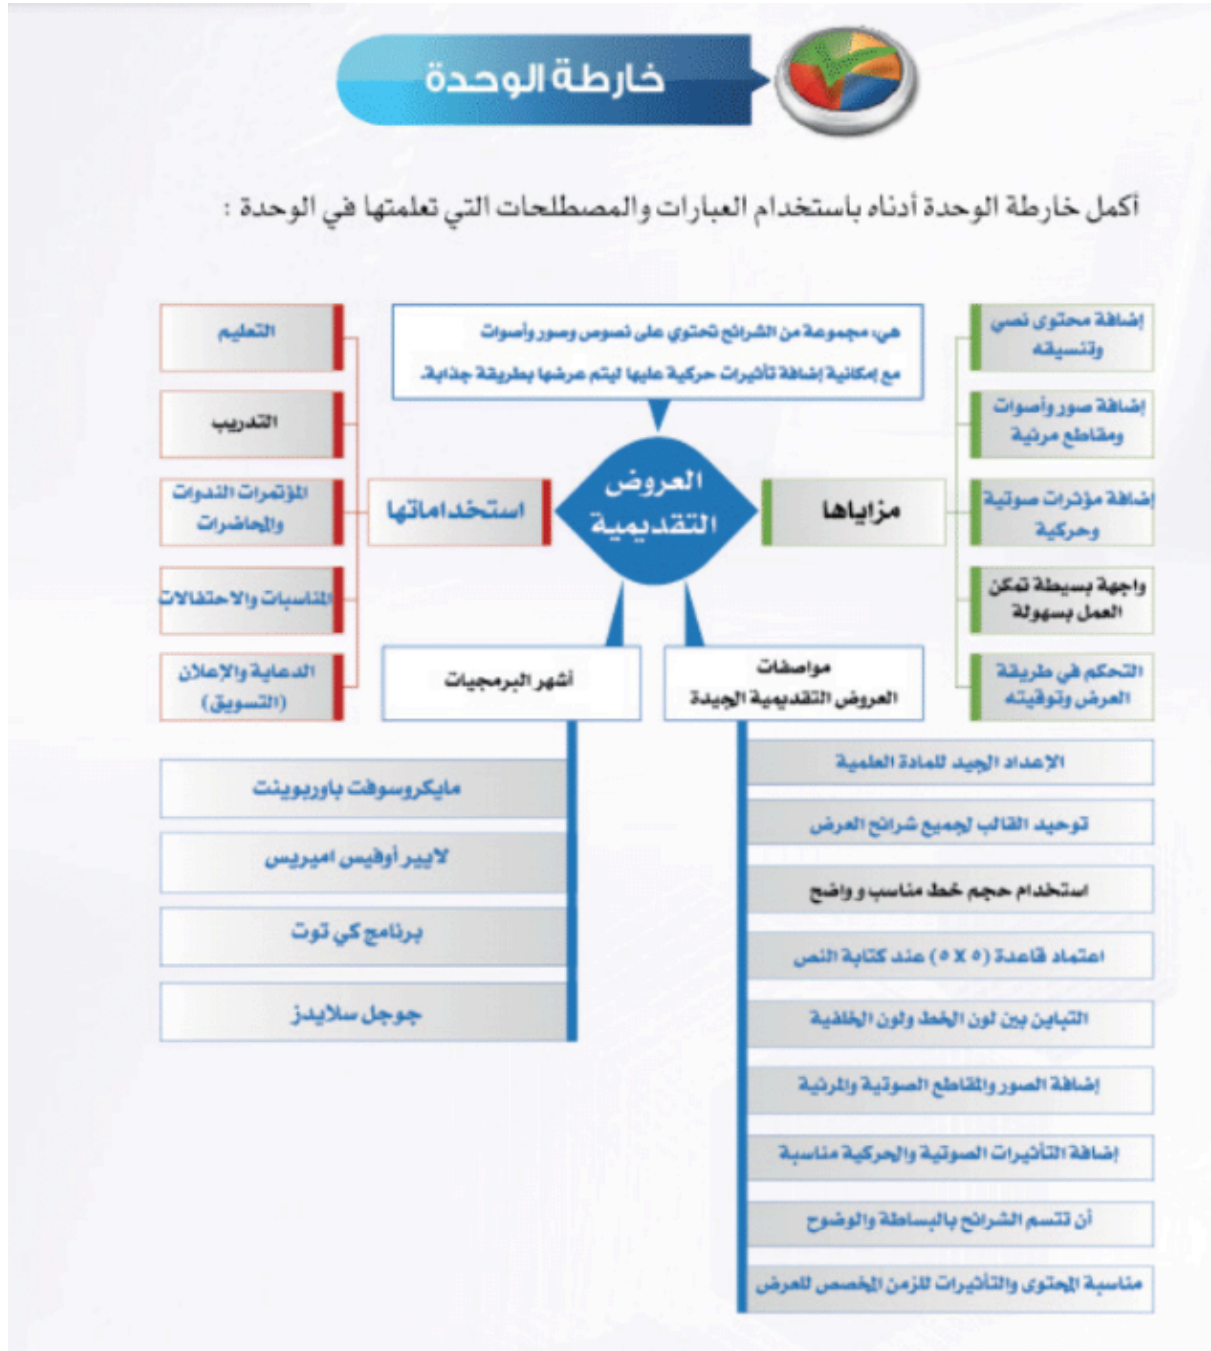 خارطة الوحدة
أكمل خارطة الوحدة أدناه باستخدام العبارات والمصطلحات التي تعلمتها في الوحدة :
هي: مجموعة من الشرائح تحتوي على نصوص وصور وأصوات
مع إمكانية إضافة تأثيرات حركية عليها ليتم عرضها بطريقة جذابة.
العروض
التقديمية
مزاياها
إضافة محتوى نصي
وتنسيقه
إضافة صور وأصوات
ومقاطع مرئية
إضافة مؤثرات صوتية
وحركية
واجهة بسيطة تمكن
العمل بسهولة
التحكم في طريقة
العرض وتوقيته
استخداماتها
التعليم
التدريب
المؤتمرات الندوات
والمحاضرات
المناسبات والاحتفالات
الدعاية والإعلان
(التسويق)
مواصفات
العروض التقديمية الجيدة
الإعداد الجيد للمادة العلمية
توحيد القالب لجميع شرائح العرض
استخدام حجم خط مناسب و واضح
اعتماد قاعدة (٥ X ٥) عند كتابة النص
التباين بين لون الخط ولون الخلفية
إضافة الصور والمقاطع الصوتية والمرئية
إضافة التأثيرات الصوتية والحركية مناسبة
أن تتسم الشرائح بالبساطة والوضوح
مناسبة المحتوى والتأثيرات للزمن المخصص للعرض
أشهر البرمجيات
مايكروسوفت باوربوينت
لايبر أوفيس امبريس
برنامج كي توت
جوجل سلايدز